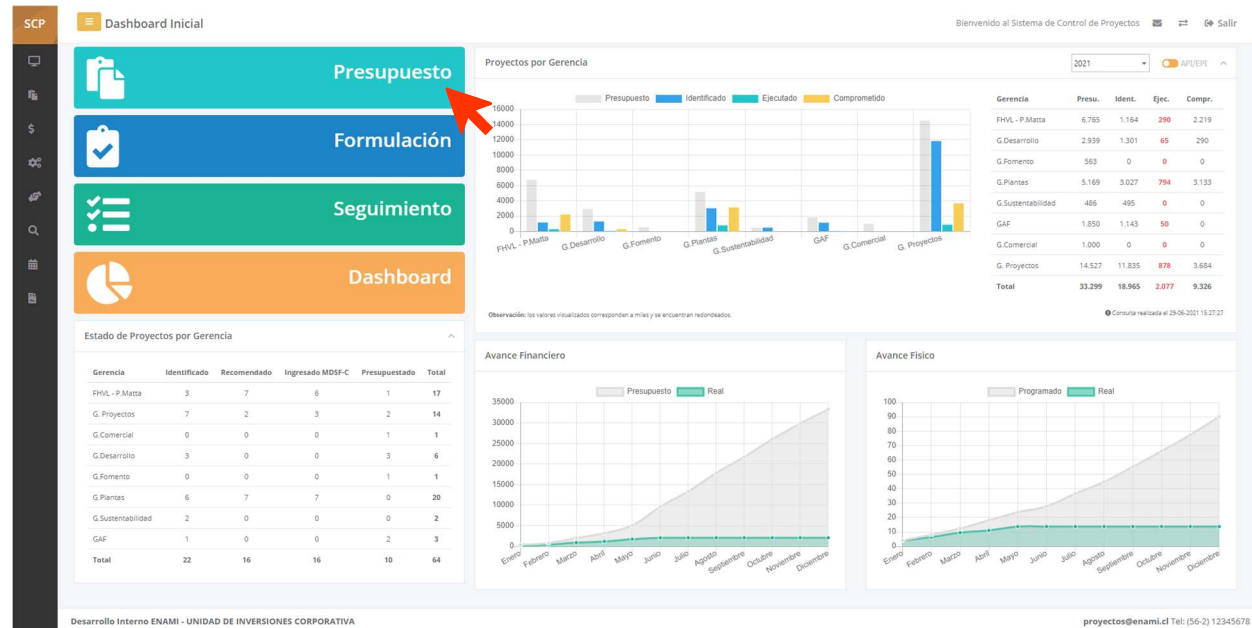 SCP
Dashboard Inicial
Bienvenido al Sistema de Control de Proyectos
Salir
Presupuesto
Formulación
Seguimiento
Dashboard
Proyectos por Gerencia
2021
API/EPI
Presupuesto Identificado Ejecutado Comprometido
16000
14000
12000
10000
8000
6000
4000
2000
0
FHVL - P.Matta G.Desarrollo G.Fomento G.Plantas G.Sustentabilidad GAF G.Comercial G. Proyectos
Gerencia Presu. Ident. Ejec. Compr.
FHVL - P.Matta 6.765 1.164 290 2.219
G.Desarrollo 2.939 1.301 65 290
G.Fomento 563 0 0 0
G.Plantas 5.169 3.027 794 3.133
G.Sustentabilidad 486 495 0 0
GAF 1.850 1.143 50 0
G.Comercial 1.000 0 0 0
G. Proyectos 14.527 11.835 878 3.684
Total 33.299 18.965 2.077 9.326
Observación: los valores visualizados corresponden a miles y se encuentran redondeados.
Consulta realizada el 29-06-2021 15:27:27
Estado de Proyectos por Gerencia
Gerencia Identificado Recomendado Ingresado MDSF-C Presupuestado Total
FHVL - P.Matta 3 7 6 1 17
G. Proyectos 7 2 3 2 14
G.Comercial 0 0 0 1 1
G.Desarrollo 3 0 0 3 6
G.Fomento 0 0 0 1 1
G.Plantas 6 7 7 0 20
G.Sustentabilidad 2 0 0 0 2
GAF 1 0 0 2 3
Total 22 16 16 10 64
Avance Financiero
Presupuesto Real
35000
30000
25000
20000
15000
10000
5000
0
Enero Febrero Marzo Abril Mayo Junio Julio Agosto Septiembre Octubre Noviembre Diciembre
Avance Fisico
Programado Real
100
90
80
70
60
50
40
30
20
10
0
Enero Febrero Marzo Abril Mayo Junio Julio Agosto Septiembre Octubre Noviembre Diciembre
Desarrollo Interno ENAMI - UNIDAD DE INVERSIONES CORPORATIVA
proyectos@enami.cl Tel: (56-2) 12345678